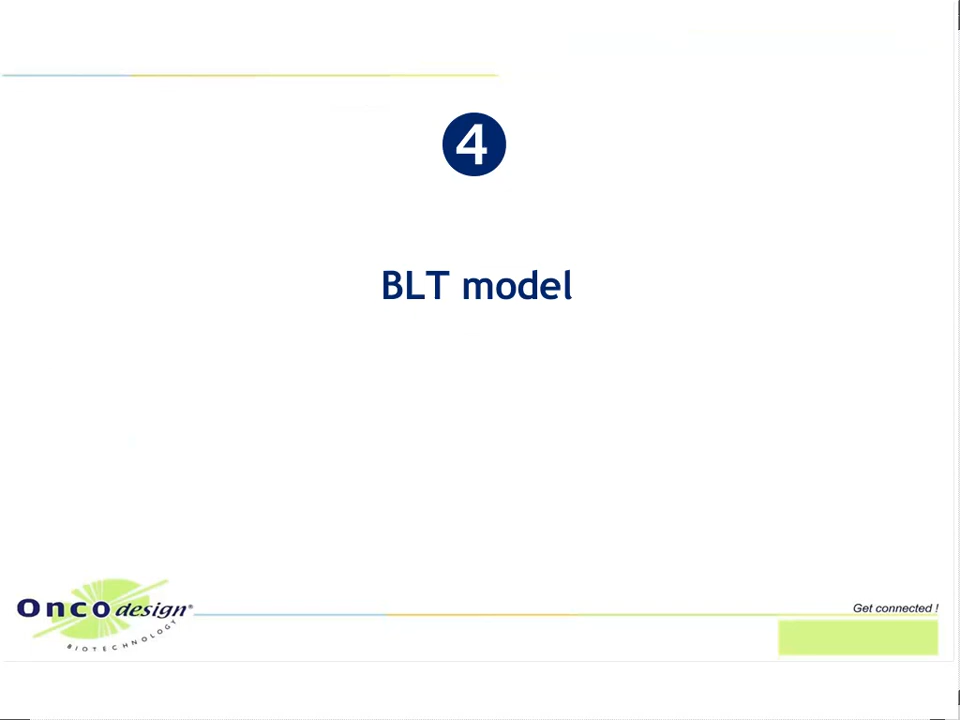 4
BLT model
Oncodesign®
BIOTECHNOLOGY
Get connected !